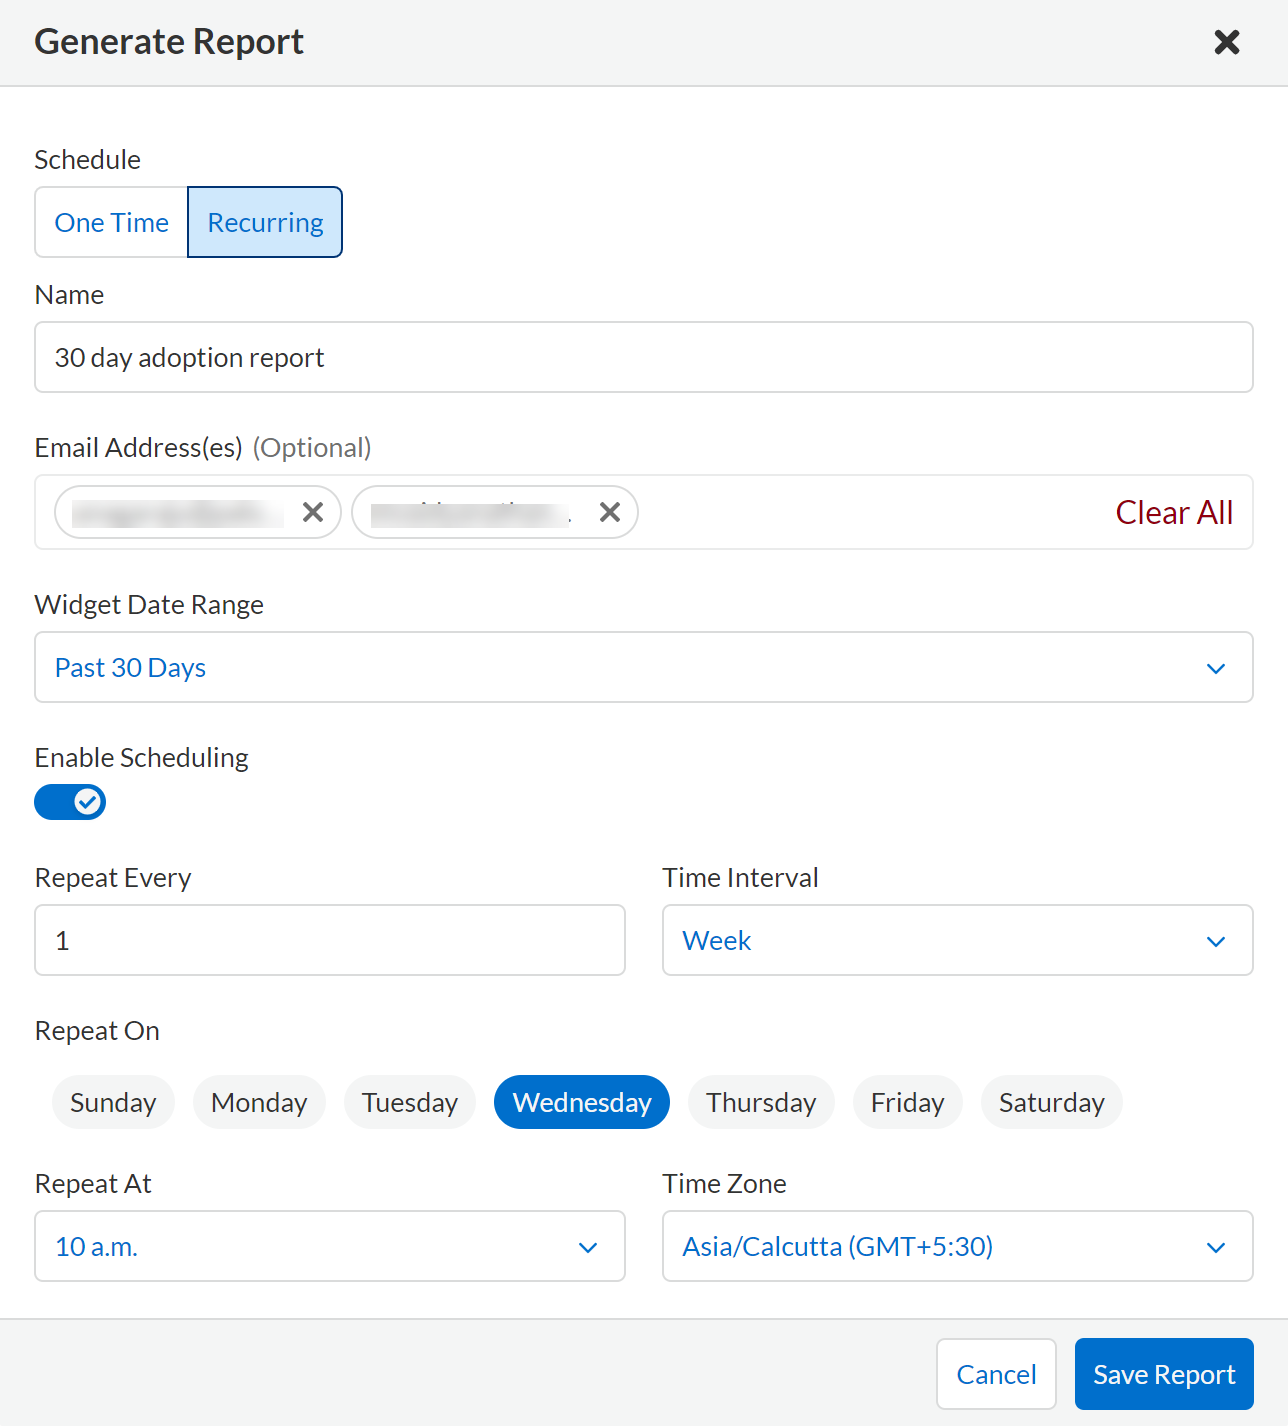 Generate Report
Schedule
One Time Recurring
Name
30 day adoption report
Email Address(es) (Optional)
Clear All
Widget Date Range
Past 30 Days
Enable Scheduling
Repeat Every Time Interval
1 Week
Repeat On
Sunday Monday Tuesday Wednesday Thursday Friday Saturday
Repeat At Time Zone
10 a.m. Asia/Calcutta (GMT+5:30)
Cancel Save Report